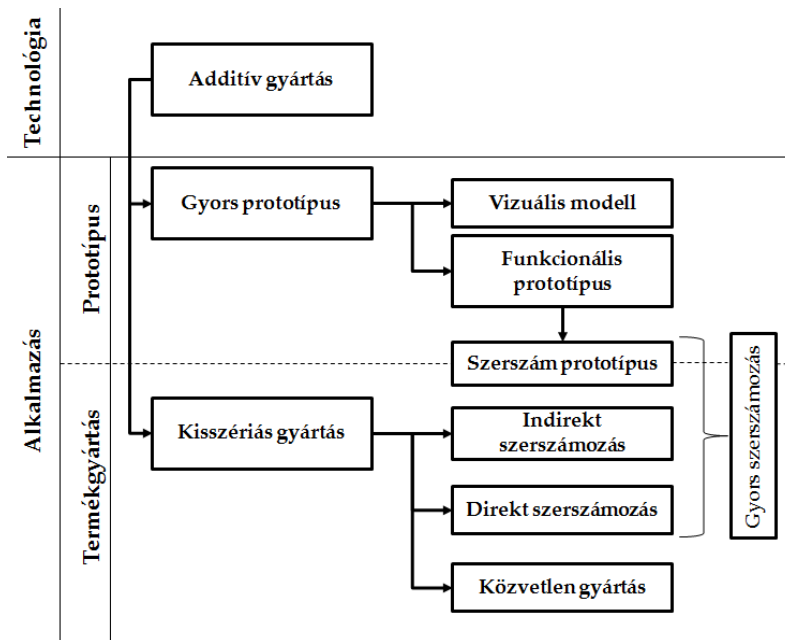 Technológia
Additív gyártás
Alkalmazás
Prototípus
Gyors prototípus
Vizuális modell
Funkcionális
prototípus
Szerszám prototípus
Gyors szerszámozás
Termékgyártás
Kisszériás gyártás
Indirekt
szerszámozás
Direkt szerszámozás
Közvetlen gyártás